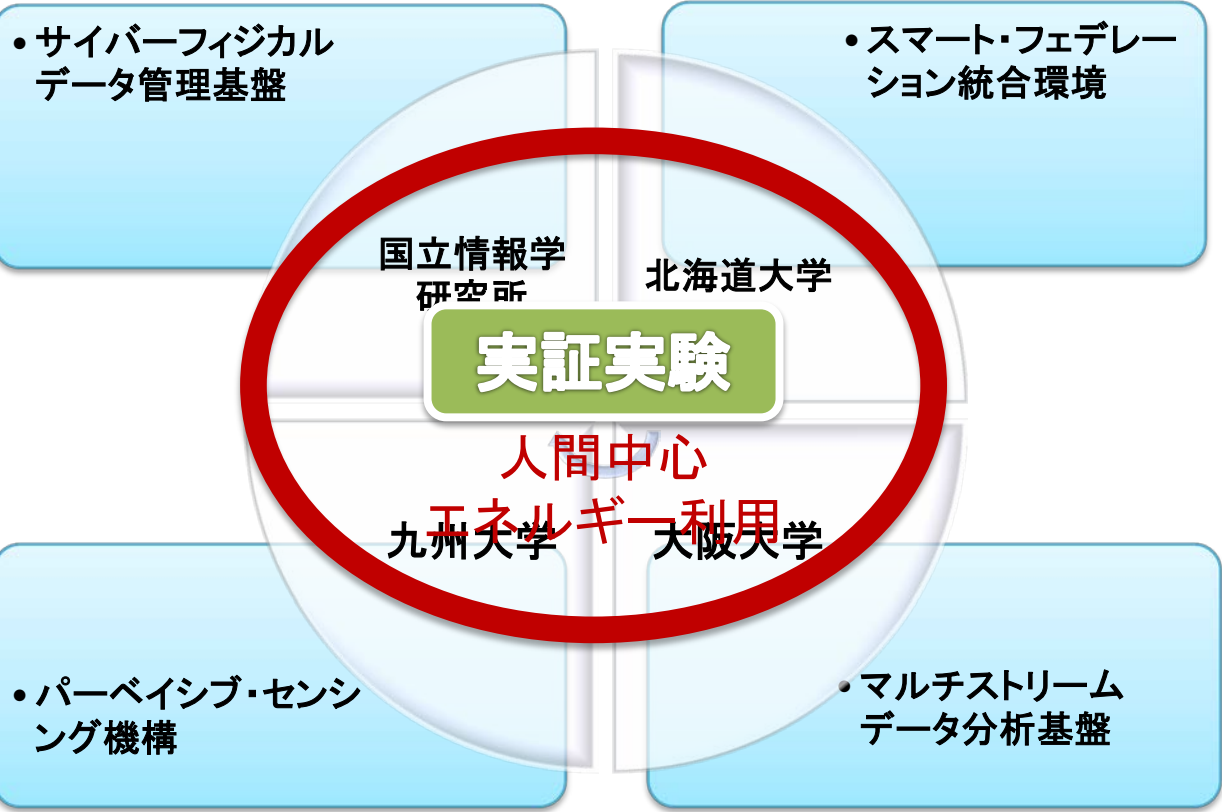 • サイバーフィジカル
データ管理基盤
• スマート・フェデレー
ション統合環境
国立情報学
研究所
北海道大学
実証実験
人間中心
エネルギー利用
九州大学
大阪大学
• パーベイシブ・センシ
ング機構
• マルチストリーム
データ分析基盤